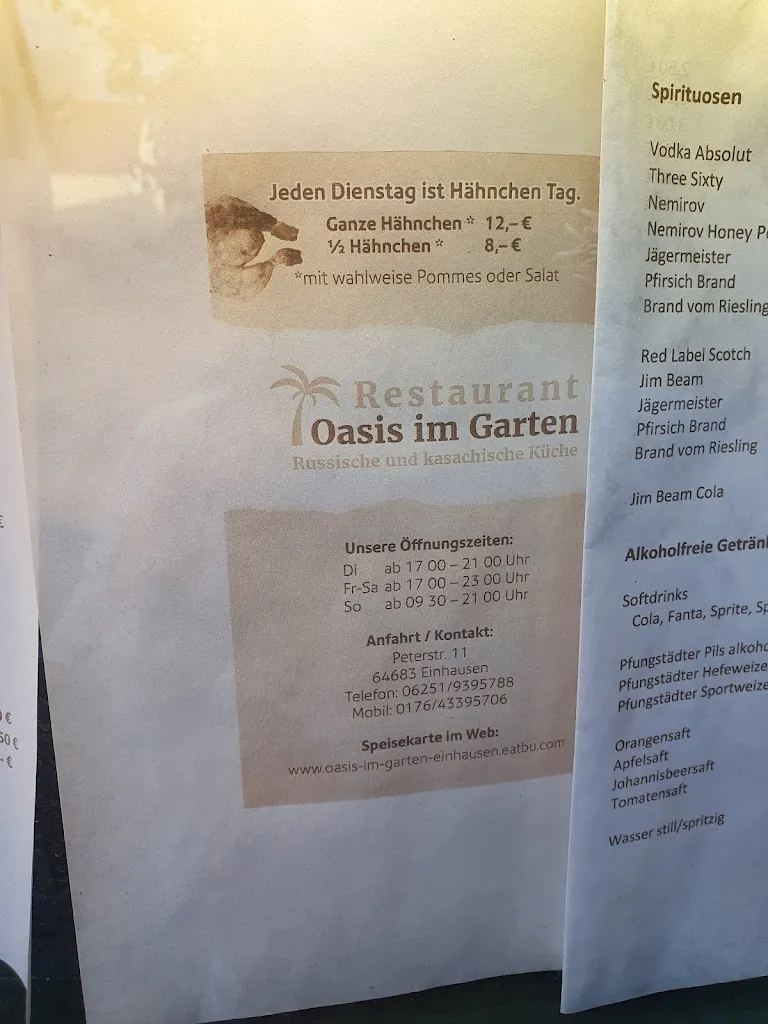 Jeden Dienstag ist Hähnchen Tag.
Ganze Hähnchen * 12,– €
½ Hähnchen * 8,– €
*mit wahlweise Pommes oder Salat
Restaurant
Oasis im Garten
Russische und kasachische Küche
Unsere Öffnungszeiten:
Di ab 17 00 – 21 00 Uhr
Fr-Sa ab 17 00 – 23 00 Uhr
So ab 09 30 – 21 00 Uhr
Anfahrt / Kontakt:
Peterstr. 11
64683 Einhausen
Telefon: 06251/9395788
Mobil: 0176/43395706
Speisekarte im Web:
www.oasis-im-garten-einhausen.eatbu.com
Spirituosen
Vodka Absolut
Three Sixty
Nemirov
Nemirov Honey
Jägermeister
Pfirsich Brand
Brand vom Riesling
Red Label Scotch
Jim Beam
Jägermeister
Pfirsich Brand
Brand vom Riesling
Jim Beam Cola
Alkoholfreie
Softdrinks
Cola, Fanta, Sprite,
Pfungstädter Pils
Pfungstädter
Pfungstädter
Orangensaft
Apfelsaft
Johannisbeersaft
Tomatensaft
Wasser still/spritzig